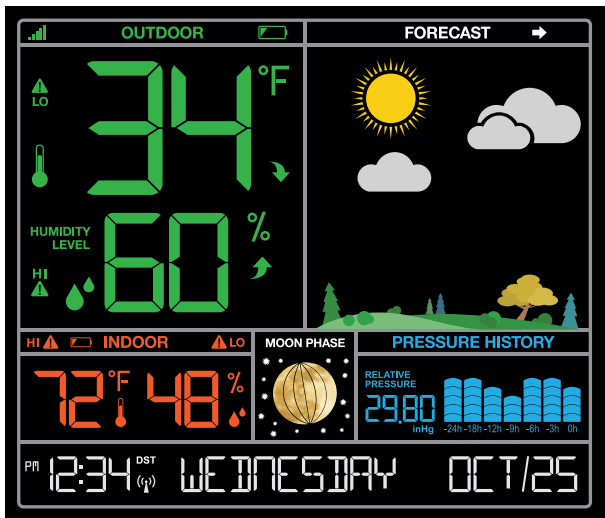 OUTDOOR
FORECAST
LO
34°F
HUMIDITY
LEVEL
60%
HI
HI INDOOR LO
72°F 48%
MOON PHASE
PRESSURE HISTORY
RELATIVE
PRESSURE
29.80
inHg
-24h -18h -12h -9h -6h -3h 0h
PM 12:34 DST WEDNESDAY OCT/25